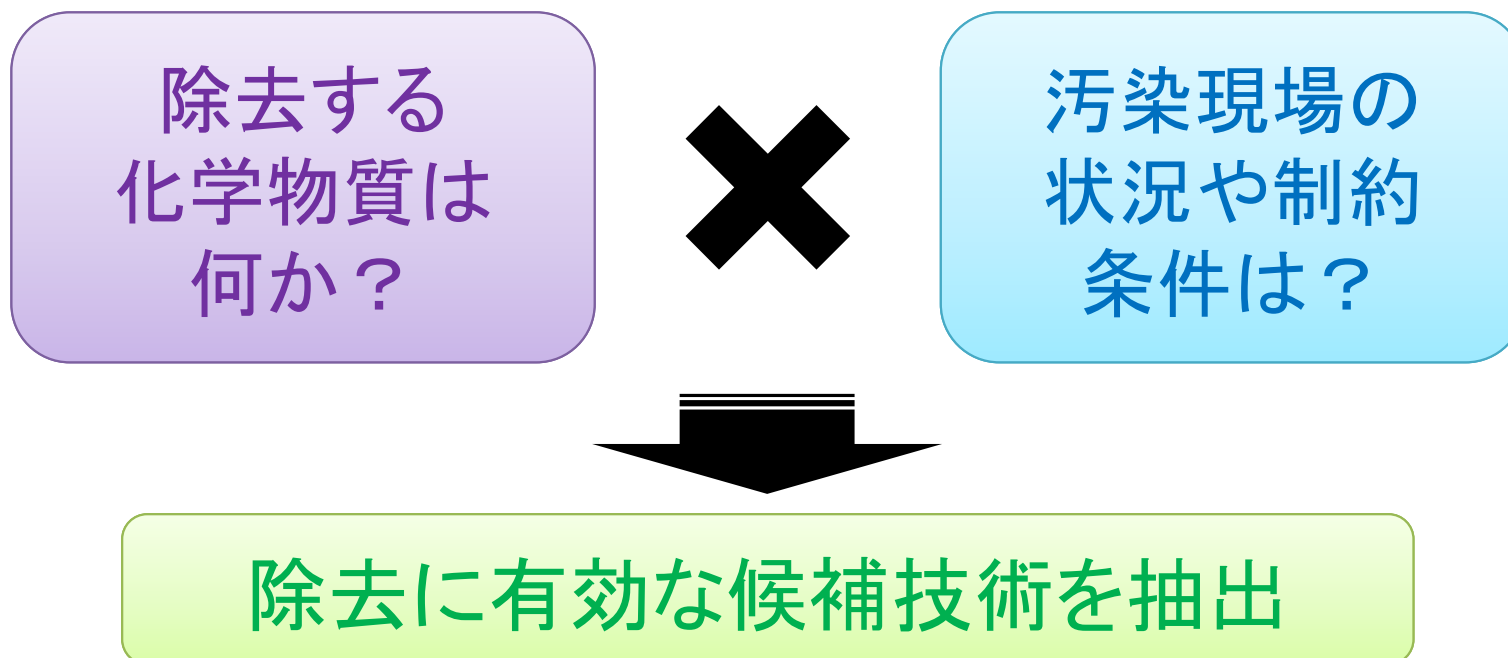 除去する
化学物質は
何か？
汚染現場の
状況や制約
条件は？
除去に有効な候補技術を抽出